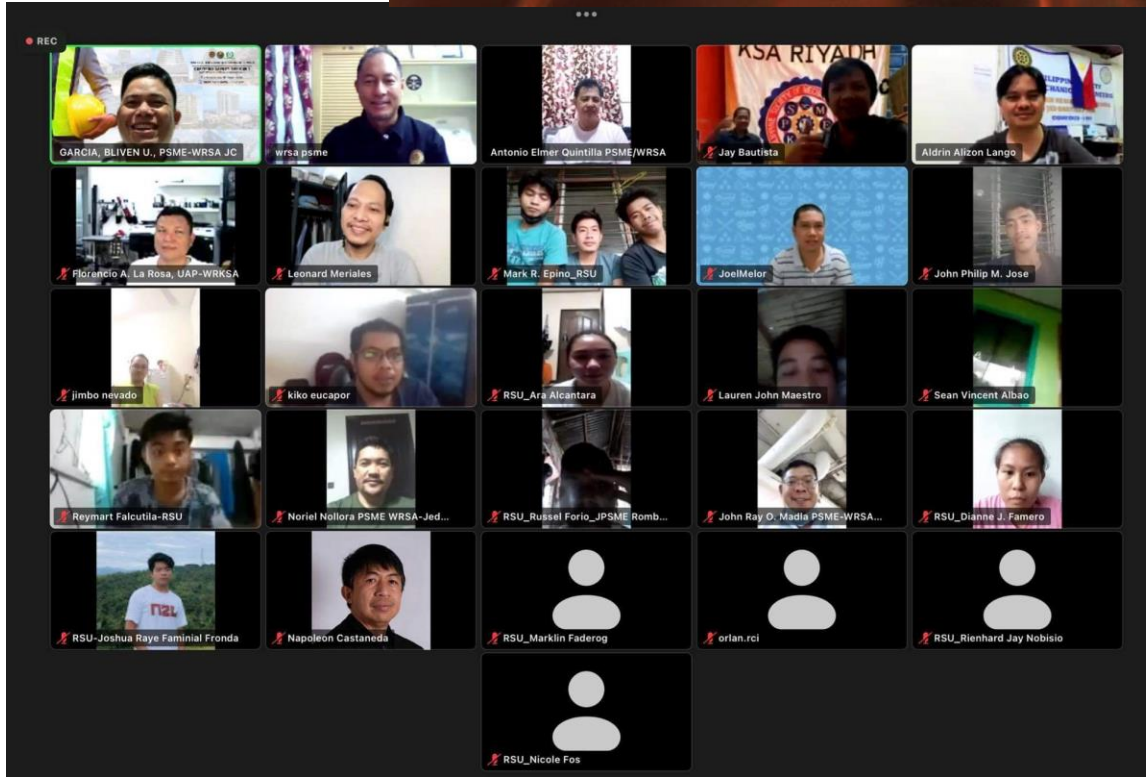 REC
GARCIA, BLIVEN U., PSME-WRSA JC
wrsa psme
Antonio Elmer Quintilla PSME/WRSA
KSA RIYADH
Jay Bautista
Aldrin Alizon Lango
Florencio A. La Rosa, UAP-WRKSA
Leonard Meriales
Mark R. Epino_RSU
JoelMelor
John Philip M. Jose
jimbo nevado
kiko eucapor
RSU_Ara Alcantara
Lauren John Maestro
Sean Vincent Albao
Reymart Falcutila-RSU
Noriel Nollora PSME WRSA-Jed...
RSU_Russel Forio_JPSME Romb...
John Ray O. Madla PSME-WRSA...
RSU_Dianne J. Famero
RSU-Joshua Raye Faminial Fronda
Napoleon Castaneda
RSU_Marklin Faderog
orlan.rci
RSU_Rienhard Jay Nobisio
RSU_Nicole Fos